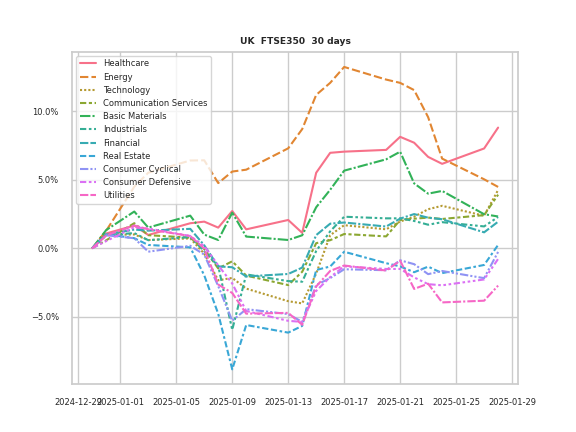 UK FTSE350 30 days
Healthcare
Energy
Technology
Communication Services
Basic Materials
Industrials
Financial
Real Estate
Consumer Cyclical
Consumer Defensive
Utilities
10.0%
5.0%
0.0%
−5.0%
2024-12-29 2025-01-01 2025-01-05 2025-01-09 2025-01-13 2025-01-17 2025-01-21 2025-01-25 2025-01-29